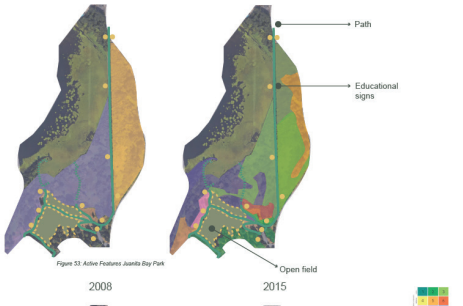 Path
Educational
signs
Figure 53: Active Features Juanita Bay Park
Open field
2008
2015